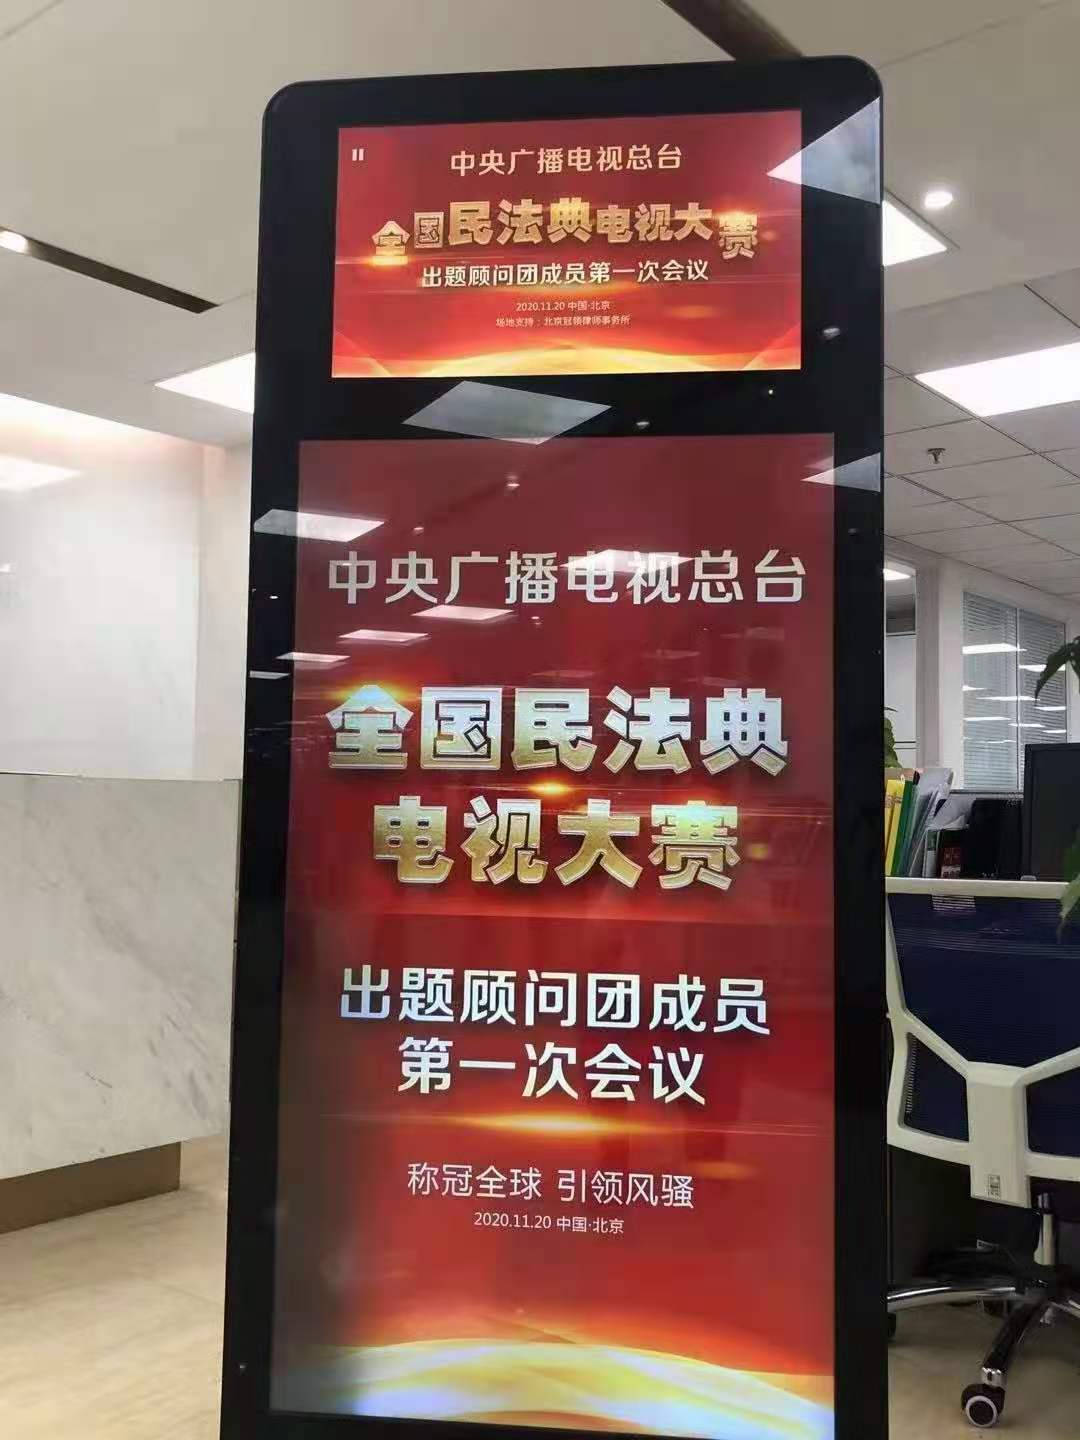 中央广播电视总台
全国民法典电视大赛
出题顾问团成员第一次会议
2020.11.20 中国·北京
场地支持：北京冠领律师事务所
中央广播电视总台
全国民法典
电视大赛
出题顾问团成员
第一次会议
称冠全球 引领风骚
2020.11.20 中国·北京